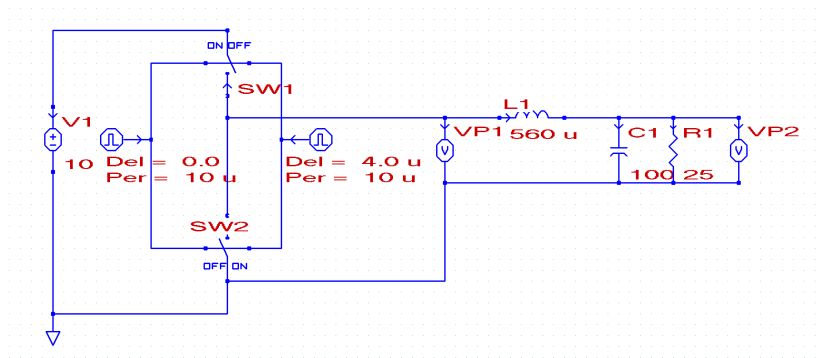 ON OFF
SW1
V1
10
Del = 0.0
Per = 10 u
Del = 4.0 u
Per = 10 u
L1
560 u
VP1
V
C1
100
R1
25
VP2
V
SW2
OFF ON